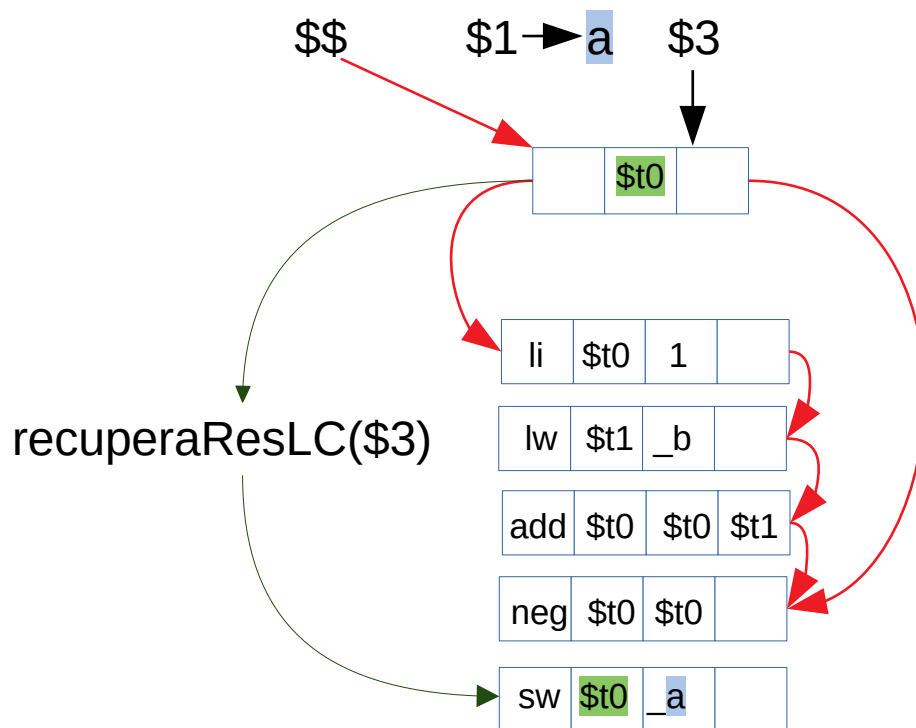 $$ $1 a $3
$t0
li $t0 1
recuperaResLC($3)
lw $t1 _b
add $t0 $t0 $t1
neg $t0 $t0
sw $t0 _a